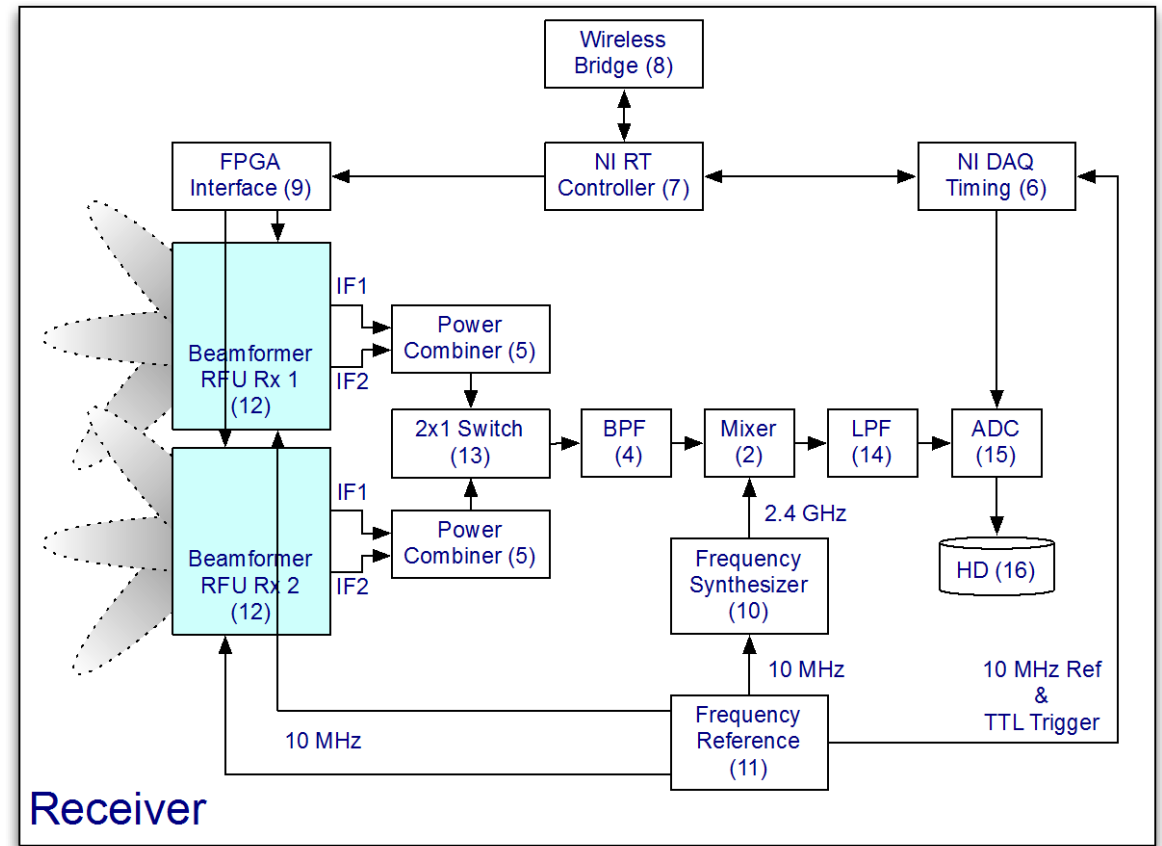 Wireless
Bridge (8)
FPGA
Interface (9)
NI RT
Controller (7)
NI DAQ
Timing (6)
IF1
Power
Combiner (5)
Beamformer
RFU Rx 1
(12)
IF2
2x1 Switch
(13)
BPF
(4)
Mixer
(2)
LPF
(14)
ADC
(15)
IF1
2.4 GHz
Power
Combiner (5)
Beamformer
RFU Rx 2
(12)
IF2
Frequency
Synthesizer
(10)
HD (16)
10 MHz
10 MHz Ref
&
TTL Trigger
Frequency
Reference
(11)
10 MHz
Receiver